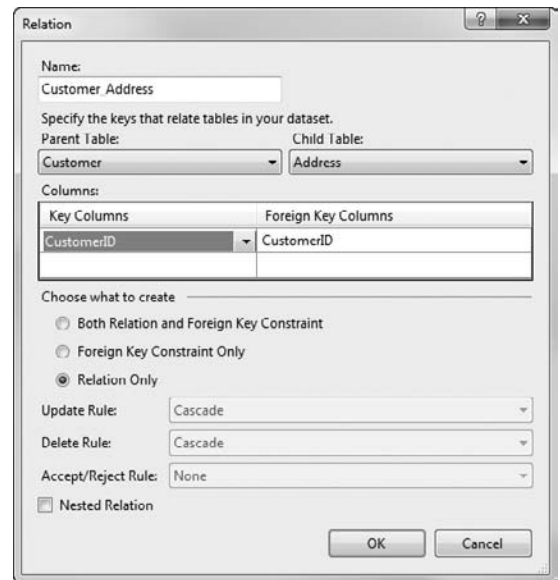 Relation
Name:
Customer_Address
Specify the keys that relate tables in your dataset.
Parent Table: Child Table:
Customer Address
Columns:
Key Columns Foreign Key Columns
CustomerID CustomerID
Choose what to create
Both Relation and Foreign Key Constraint
Foreign Key Constraint Only
Relation Only
Update Rule: Cascade
Delete Rule: Cascade
Accept/Reject Rule: None
Nested Relation
OK Cancel